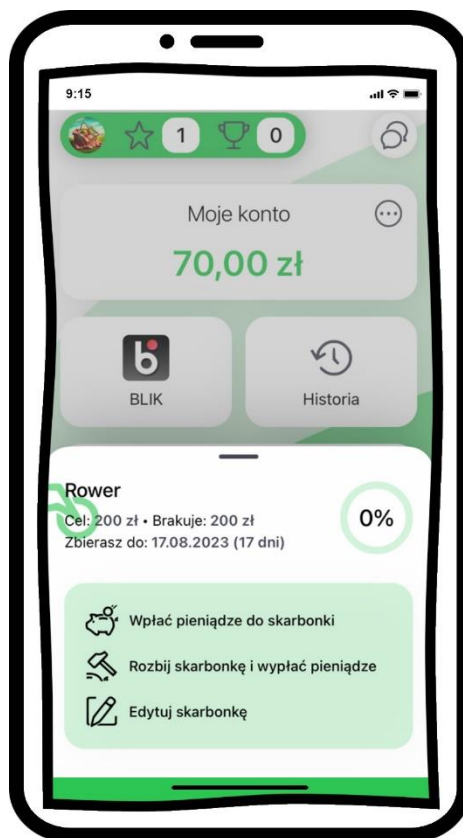 9:15
1 0
Moje konto
70,00 zł
BLIK Historia
Rower
Cel: 200 zł • Brakuje: 200 zł
Zbierasz do: 17.08.2023 (17 dni)
0%
Wpłać pieniądze do skarbonki
Rozbij skarbonkę i wypłać pieniądze
Edytuj skarbonkę